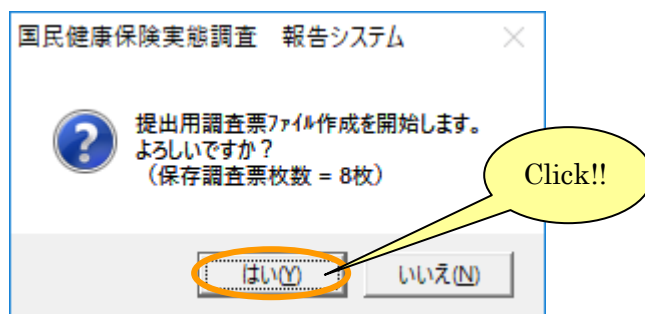 国民健康保険実態調査　報告システム
提出用調査票ﾌｧｲﾙ作成を開始します。
よろしいですか？
（保存調査票枚数 = 8枚）
Click!!
はい(Y)
いいえ(N)